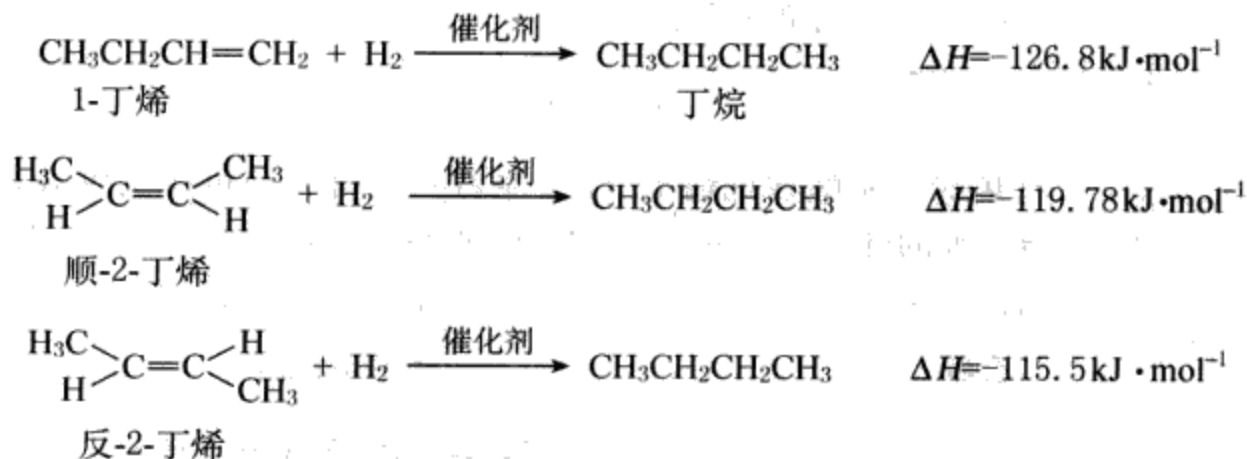 CH₃CH₂CH=CH₂ + H₂ 催化剂 → CH₃CH₂CH₂CH₃ ΔH=-126.8kJ·mol⁻¹
1-丁烯 丁烷
H₃C CH₃
C=C + H₂ 催化剂 → CH₃CH₂CH₂CH₃ ΔH=-119.78kJ·mol⁻¹
H H
顺-2-丁烯
H₃C H
C=C + H₂ 催化剂 → CH₃CH₂CH₂CH₃ ΔH=-115.5kJ·mol⁻¹
H CH₃
反-2-丁烯